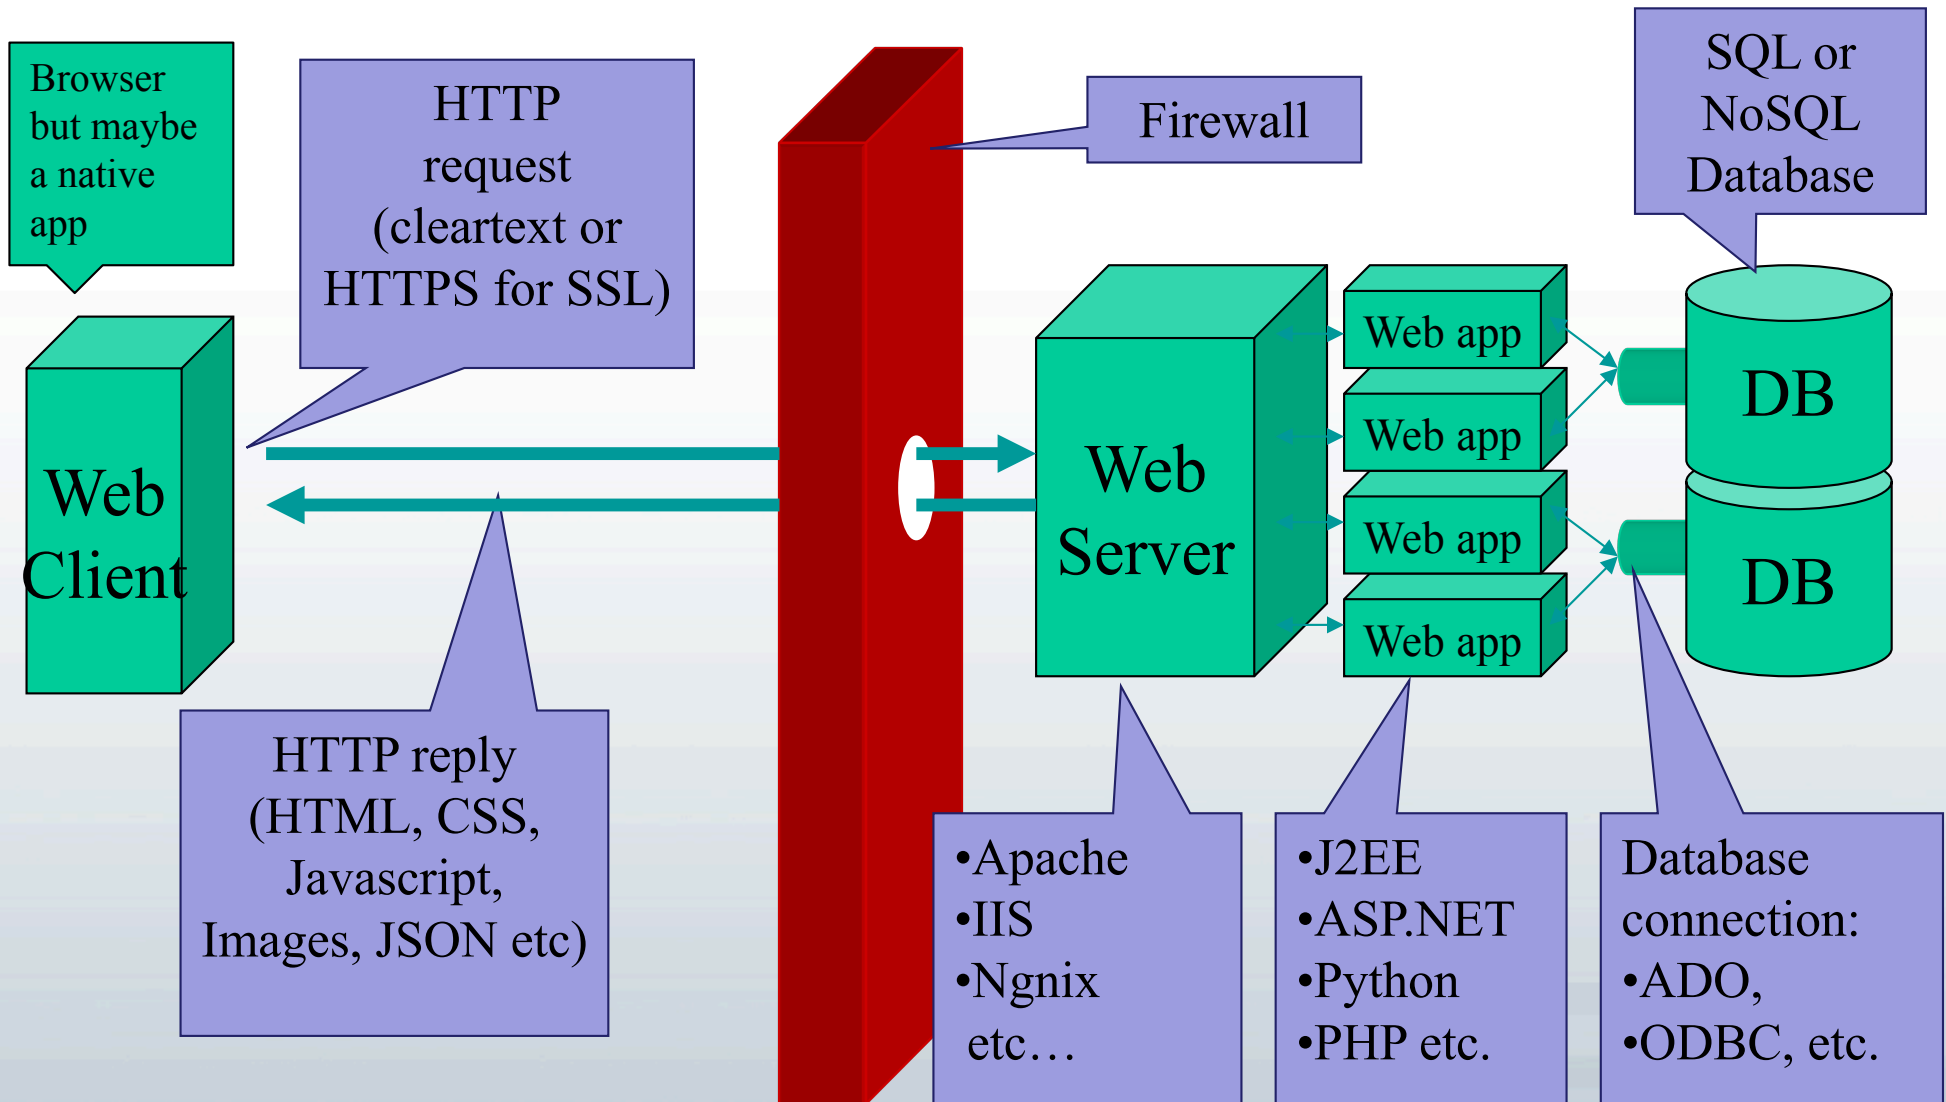 Browser
but maybe
a native
app
HTTP
request
(cleartext or
HTTPS for SSL)
Firewall
SQL or
NoSQL
Database
Web
Client
Web
Server
Web app
Web app
Web app
Web app
DB
DB
HTTP reply
(HTML, CSS,
Javascript,
Images, JSON etc)
•Apache
•IIS
•Ngnix
etc…
•J2EE
•ASP.NET
•Python
•PHP etc.
Database
connection:
•ADO,
•ODBC, etc.